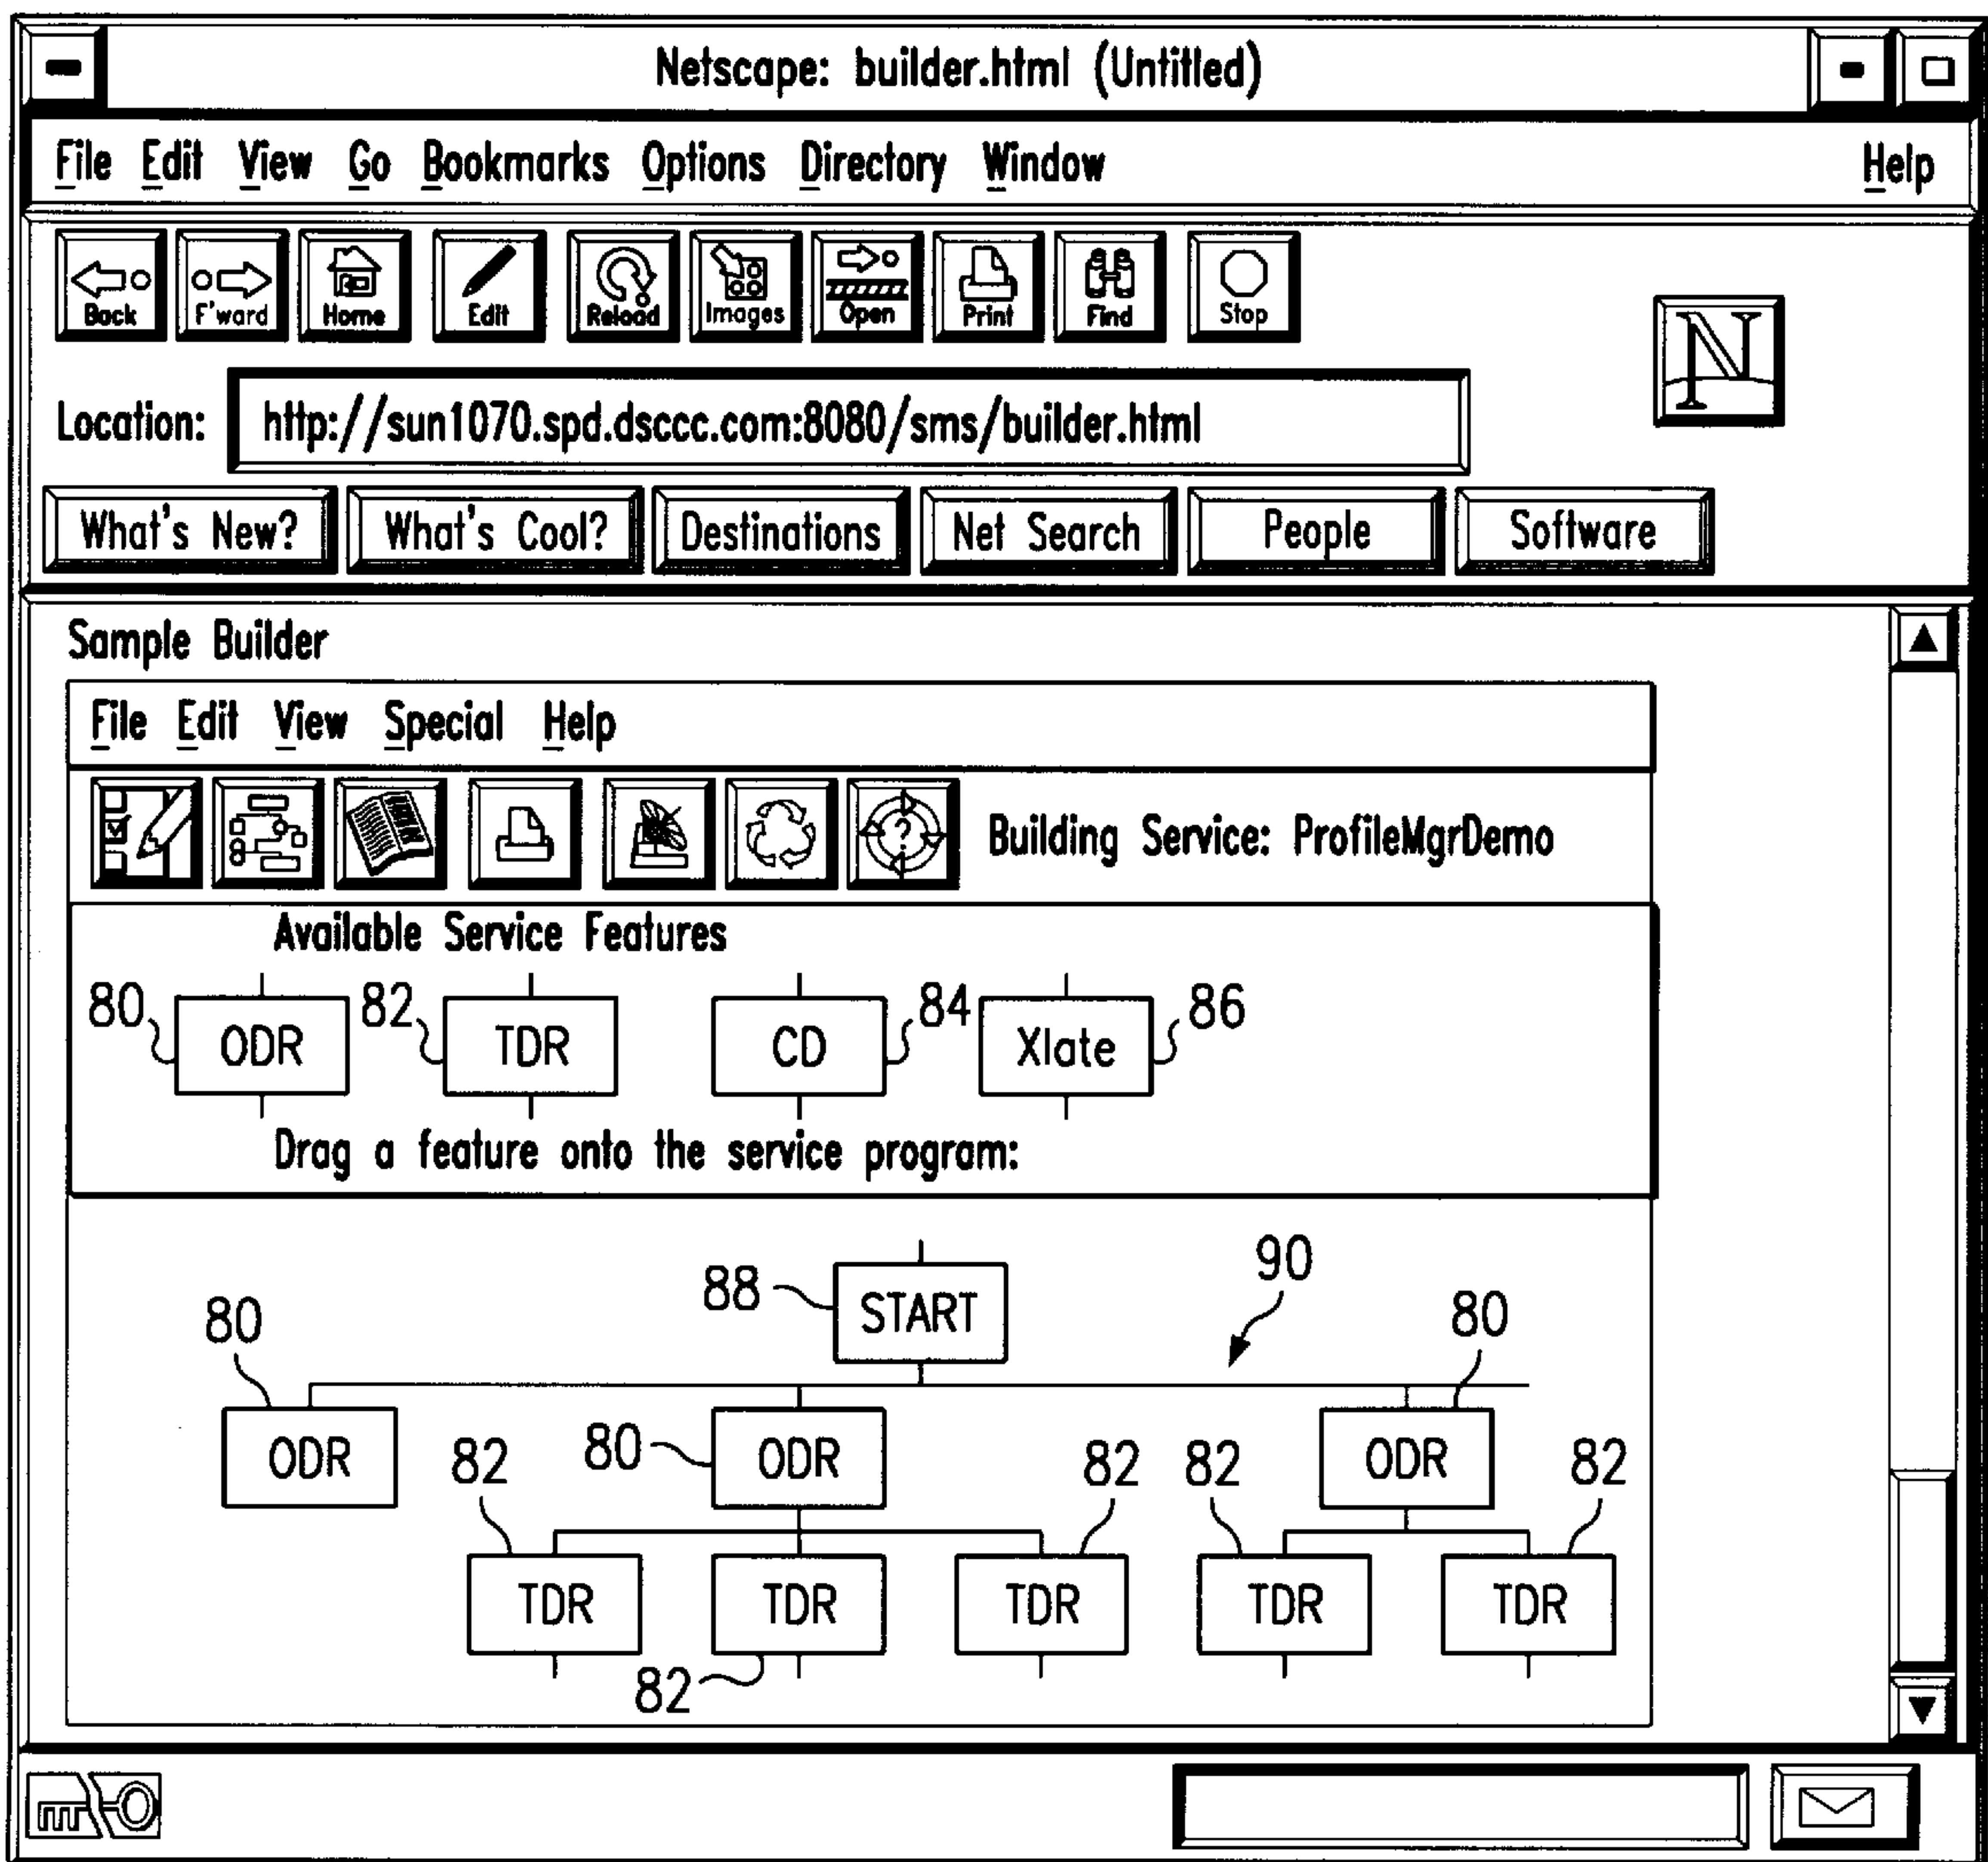 Netscape: builder.html (Untitled)
File Edit View Go Bookmarks Options Directory Window Help
Back F'ward Home Edit Reload Images Open Print Find Stop
N
Location: http://sun1070.spd.dsccc.com:8080/sms/builder.html
What's New? What's Cool? Destinations Net Search People Software
Sample Builder
File Edit View Special Help
? Building Service: ProfileMgrDemo
Available Service Features
80 ODR 82 TDR CD 84 Xlate 86
Drag a feature onto the service program:
88 START 90
80 80
ODR 80 ODR ODR
82 82 82 82
TDR TDR TDR TDR TDR
82